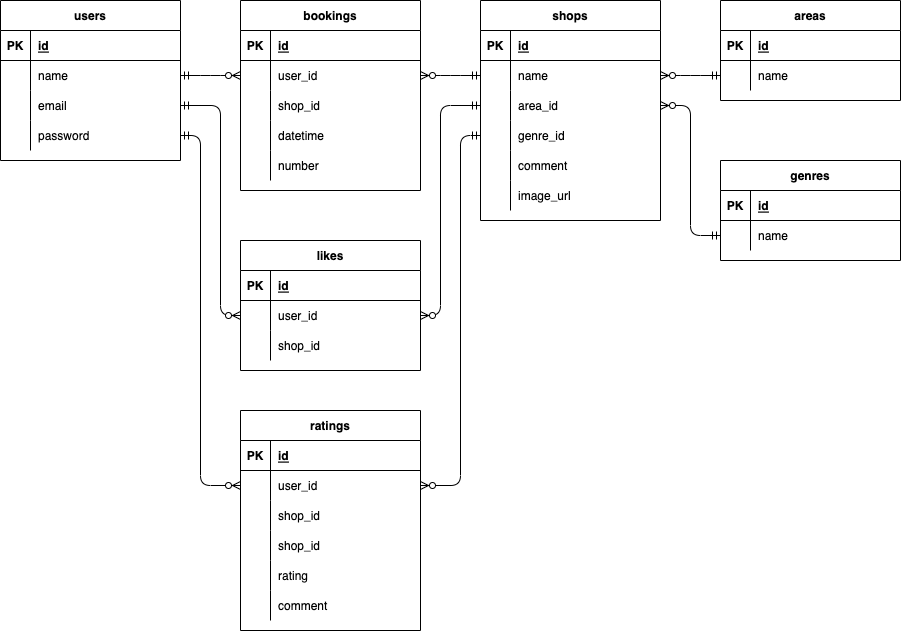 users
PK id
name
email
password
bookings
PK id
user_id
shop_id
datetime
number
shops
PK id
name
area_id
genre_id
comment
image_url
areas
PK id
name
genres
PK id
name
likes
PK id
user_id
shop_id
ratings
PK id
user_id
shop_id
shop_id
rating
comment